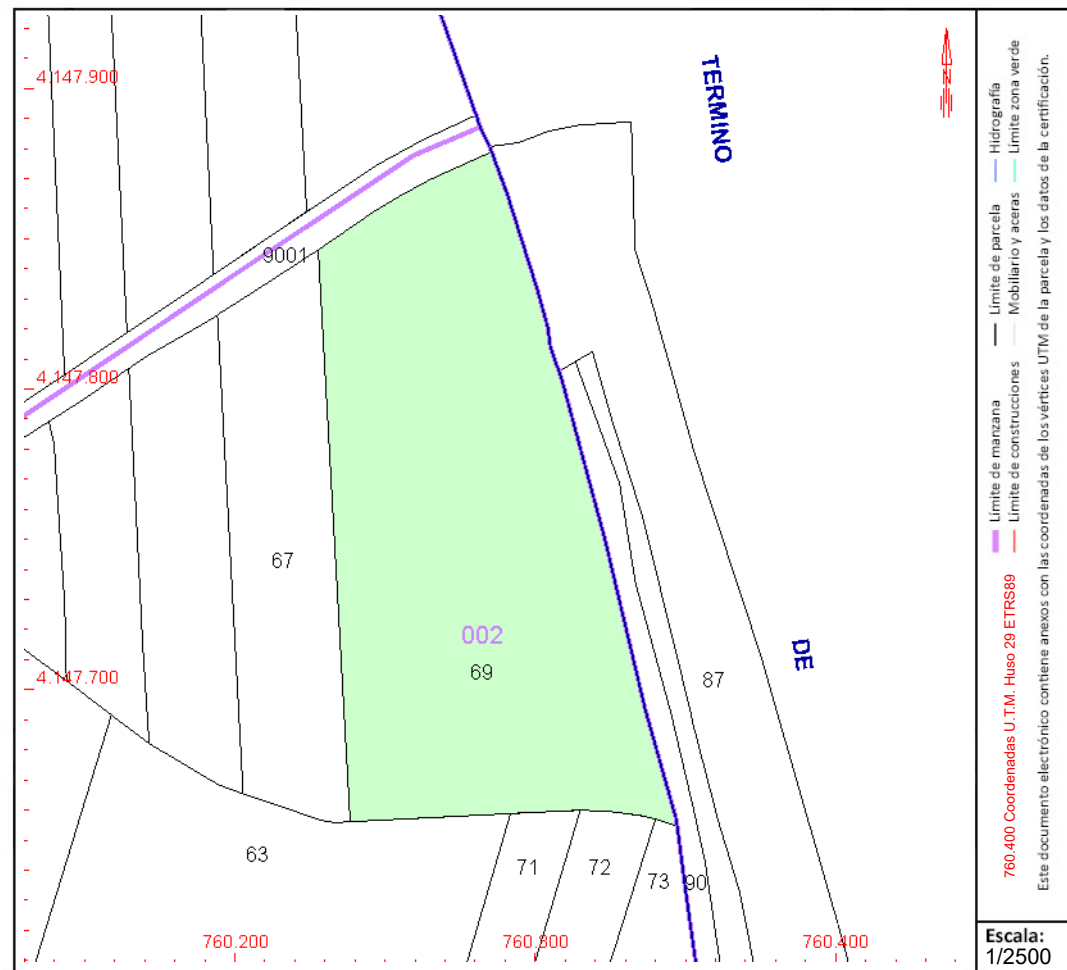 4.147.900
TERMINO
9001
4.147.800
67
002
69
DE
87
4.147.700
63
71
72
73
90
760.200
760.300
760.400
760.400 Coordenadas U.T.M. Huso 29 ETRS89
Límite de manzana
Límite de construcciones
Límite de parcela
Mobiliario y aceras
Hidrografía
Límite zona verde
Este documento electrónico contiene anexos con las coordenadas de los vértices UTM de la parcela y los datos de la certificación.
Escala:
1/2500